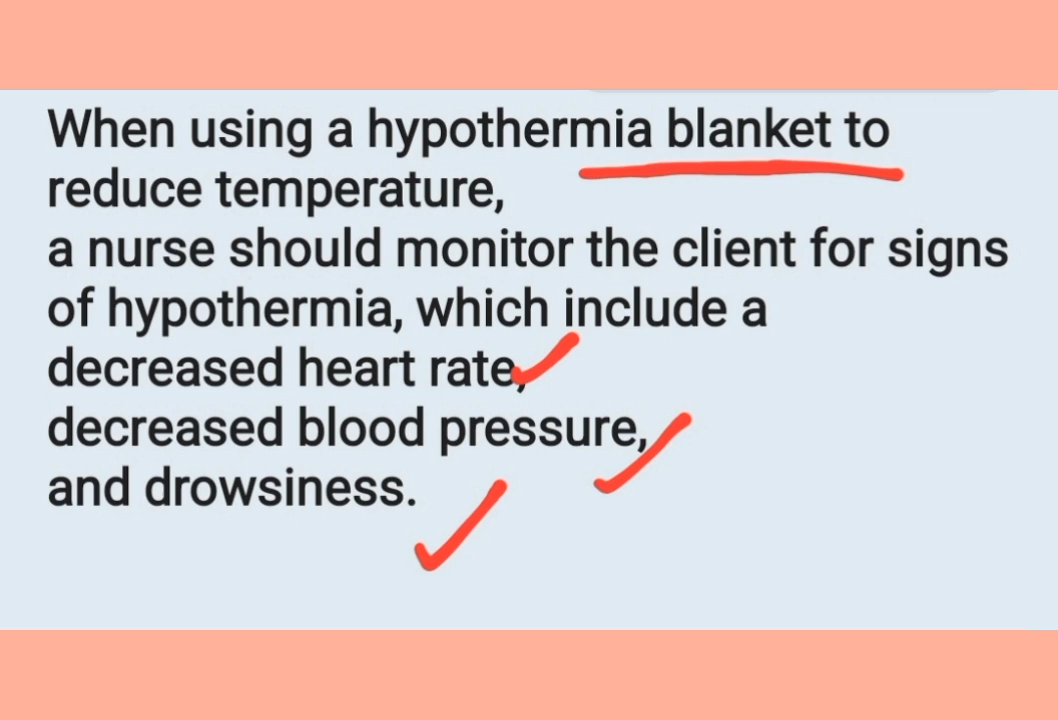 When using a hypothermia blanket to
reduce temperature,
a nurse should monitor the client for signs
of hypothermia, which include a
decreased heart rate,
decreased blood pressure,
and drowsiness.